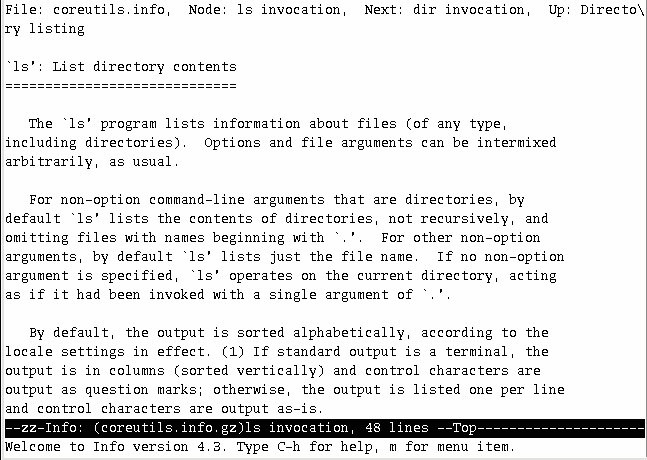 File: coreutils.info,  Node: ls invocation,  Next: dir invocation,  Up: Directo\
ry listing
`ls': List directory contents
=============================
The `ls' program lists information about files (of any type,
including directories).  Options and file arguments can be intermixed
arbitrarily, as usual.
For non-option command-line arguments that are directories, by
default `ls' lists the contents of directories, not recursively, and
omitting files with names beginning with `.'.  For other non-option
arguments, by default `ls' lists just the file name.  If no non-option
argument is specified, `ls' operates on the current directory, acting
as if it had been invoked with a single argument of `.'.
By default, the output is sorted alphabetically, according to the
locale settings in effect. (1) If standard output is a terminal, the
output is in columns (sorted vertically) and control characters are
output as question marks; otherwise, the output is listed one per line
and control characters are output as-is.
--zz-Info: (coreutils.info.gz)ls invocation, 48 lines --Top---------------------
Welcome to Info version 4.3. Type C-h for help, m for menu item.